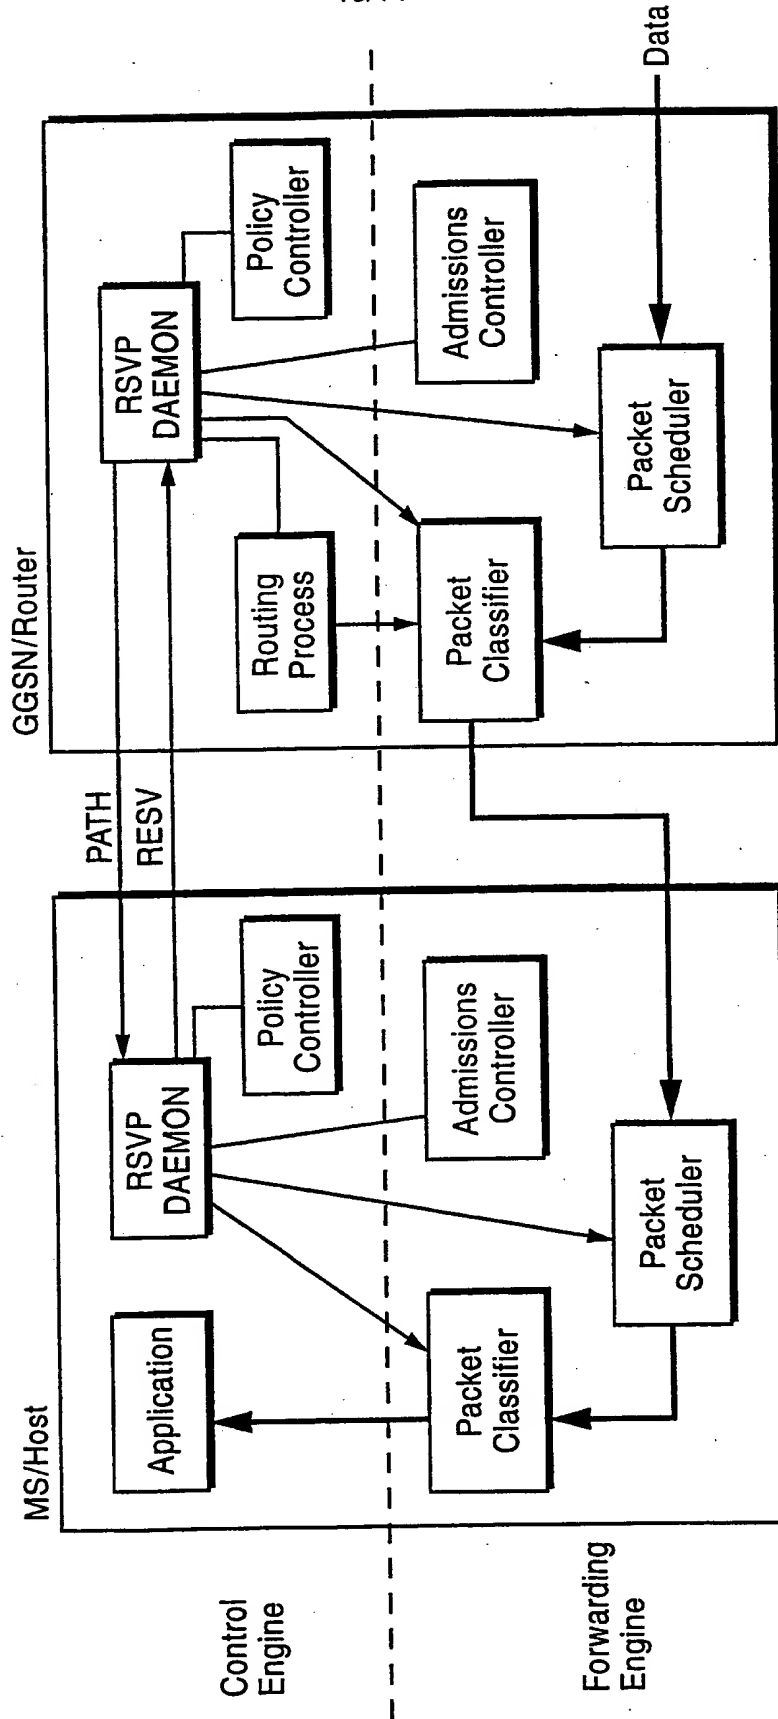 MS/Host
GGSN/Router
Control
Engine
Forwarding
Engine
Application
RSVP
DAEMON
Policy
Controller
Packet
Classifier
Admissions
Controller
Packet
Scheduler
PATH
RESV
RSVP
DAEMON
Policy
Controller
Routing
Process
Packet
Classifier
Admissions
Controller
Packet
Scheduler
Data